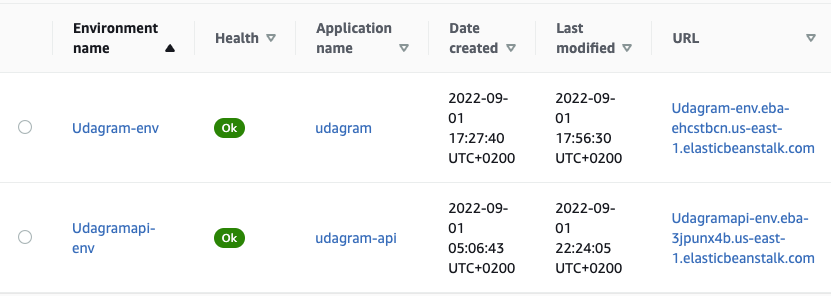 Environment name
Health
Application name
Date created
Last modified
URL
Udagram-env
Ok
udagram
2022-09-
01
17:27:40
UTC+0200
2022-09-
01
17:56:30
UTC+0200
Udagram-env.eba-
ehcstbcn.us-east-
1.elasticbeanstalk.com
Udagramapi-
env
Ok
udagram-api
2022-09-
01
05:06:43
UTC+0200
2022-09-
01
22:24:05
UTC+0200
Udagramapi-env.eba-
3jpunx4b.us-east-
1.elasticbeanstalk.com